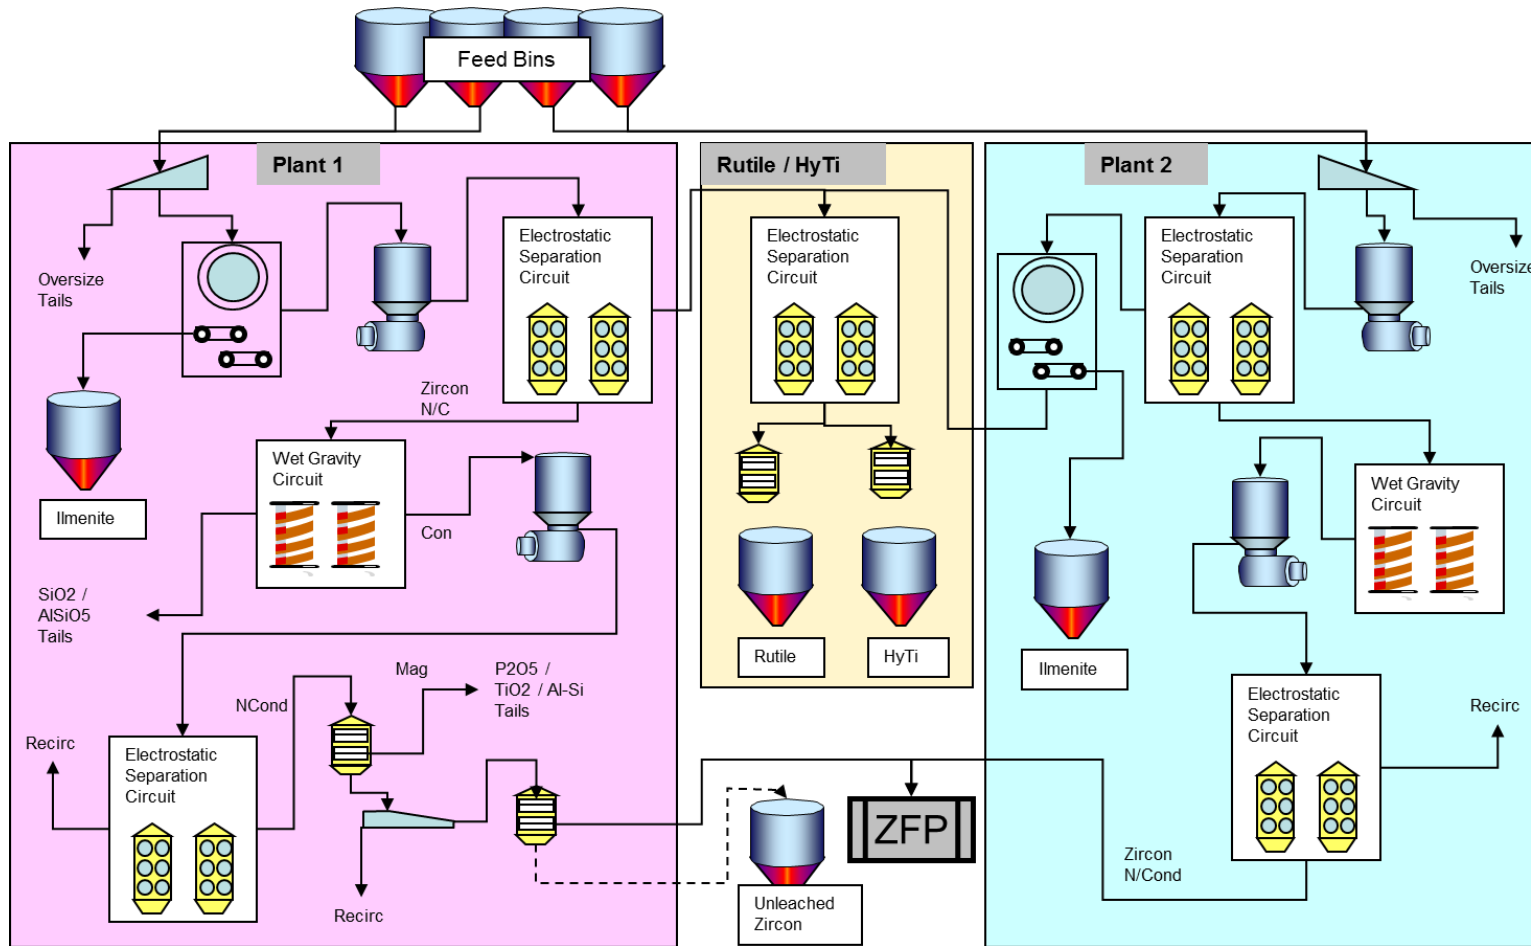 Feed Bins
Plant 1
Rutile / HyTi
Plant 2
Electrostatic
Separation
Circuit
Electrostatic
Separation
Circuit
Electrostatic
Separation
Circuit
Oversize
Tails
Oversize
Tails
Zircon
N/C
Wet Gravity
Circuit
Con
Ilmenite
Wet Gravity
Circuit
SiO2 /
AlSiO5
Tails
Rutile
HyTi
Ilmenite
Mag
P2O5 /
TiO2 / Al-Si
Tails
NCond
Recirc
Electrostatic
Separation
Circuit
Electrostatic
Separation
Circuit
Recirc
ZFP
Zircon
N/Cond
Recirc
Unleached
Zircon